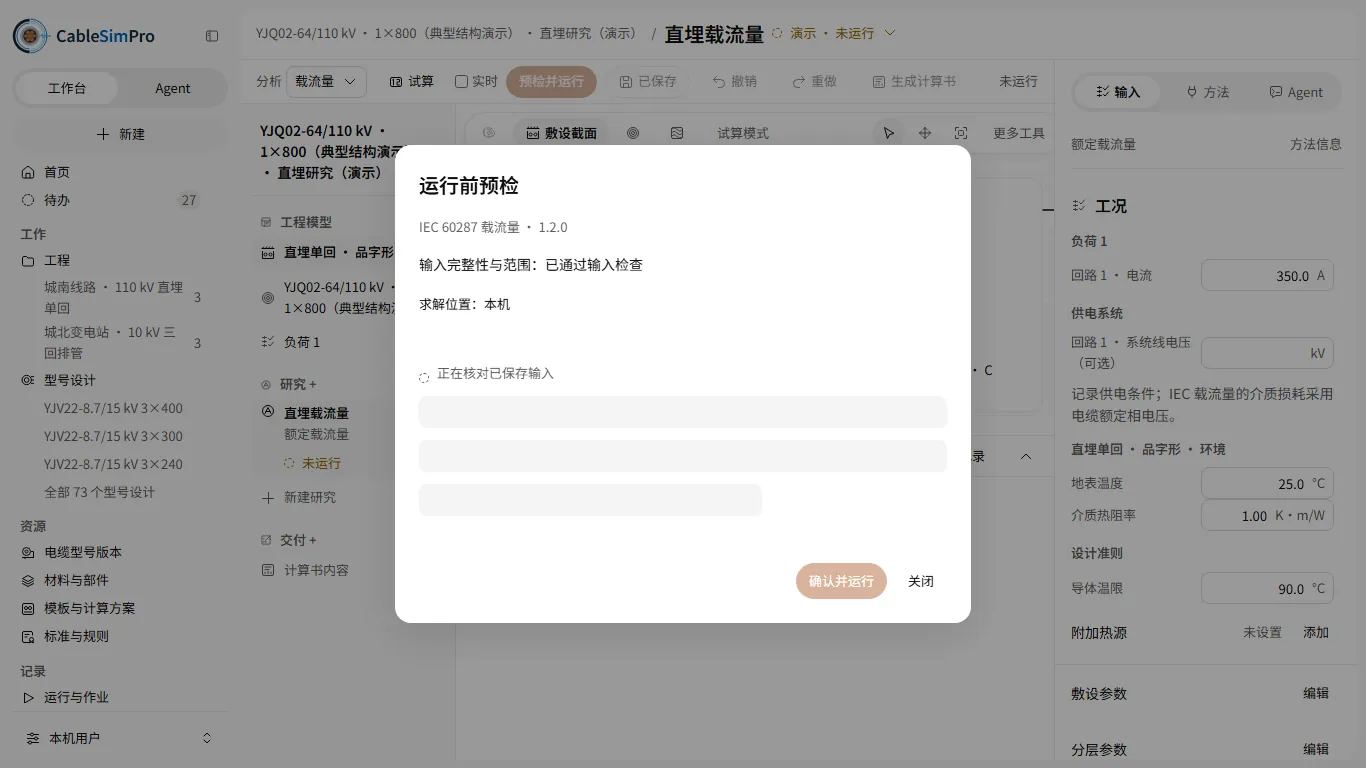 CableSimPro
工作台
Agent
新建
首页
待办
27
工作
工程
城南线路 · 110 kV 直埋
单回
3
城北变电站 · 10 kV 三
回排管
3
型号设计
YJV22-8.7/15 kV 3×400
YJV22-8.7/15 kV 3×300
YJV22-8.7/15 kV 3×240
全部 73 个型号设计
资源
电缆型号版本
材料与部件
模板与计算方案
标准与规则
记录
运行与作业
本机用户
YJQ02-64/110 kV · 1×800（典型结构演示） · 直埋研究（演示） / 直埋载流量 演示 · 未运行
分析 载流量 试算 实时 预检并运行 已保存 撤销 重做 生成计算书 未运行
YJQ02-64/110 kV ·
1×800（典型结构演示
· 直埋研究（演示）
工程模型
直埋单回 · 品字形
YJQ02-64/110 kV ·
1×800（典型结构
负荷 1
研究 +
直埋载流量
额定载流量
未运行
新建研究
交付 +
计算书内容
敷设截面
试算模式
更多工具
· C
录
运行前预检
IEC 60287 载流量 · 1.2.0
输入完整性与范围：已通过输入检查
求解位置：本机
正在核对已保存输入
确认并运行
关闭
输入
方法
Agent
额定载流量
方法信息
工况
负荷 1
回路 1 · 电流
350.0 A
供电系统
回路 1 · 系统线电压
（可选）
kV
记录供电条件；IEC 载流量的介质损耗采用
电缆额定相电压。
直埋单回 · 品字形 · 环境
地表温度
25.0 °C
介质热阻率
1.00 K·m/W
设计准则
导体温限
90.0 °C
附加热源
未设置
添加
敷设参数
编辑
分层参数
编辑